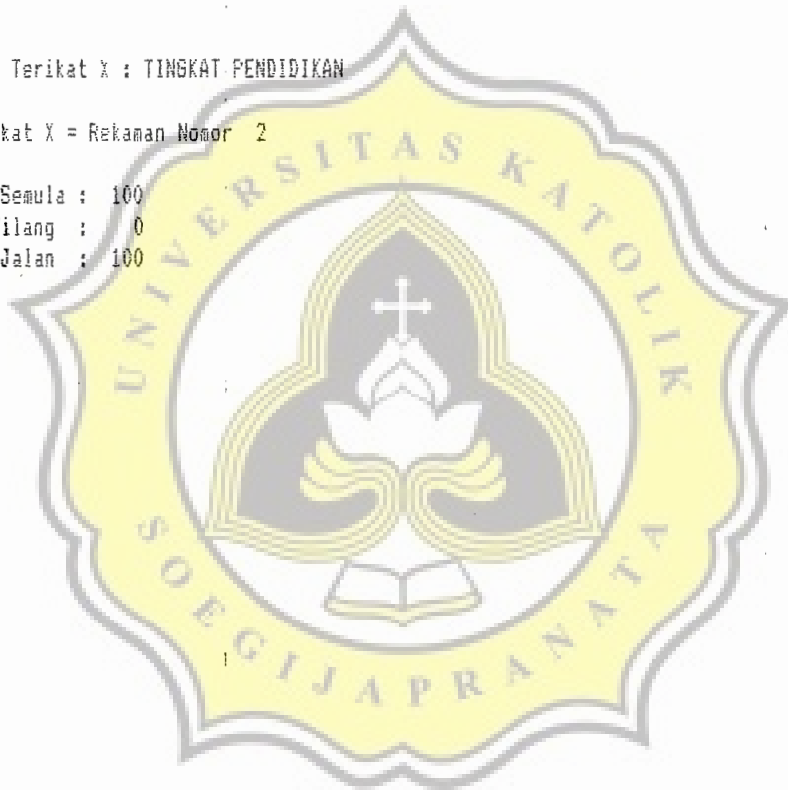 Terikat X : TINGKAT PENDIDIKAN
kat X = Rekaman Nomor 2
Semula : 100
ilang : 0
Jalan : 100
UNIVERSITAS KATOLIK
SOEGIJAPRANATA